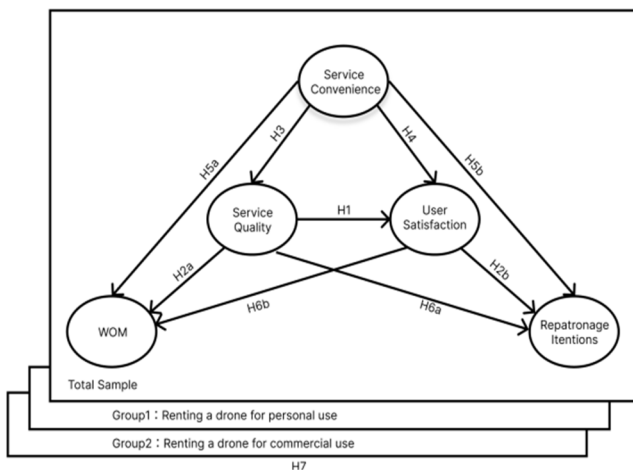 Service
Convenience
H5a
H3
H4
H5b
Service
Quality
H1
User
Satisfaction
H2a
H2b
H6b
H6a
WOM
Repatronage
Itentions
Total Sample
Group1：Renting a drone for personal use
Group2：Renting a drone for commercial use
H7